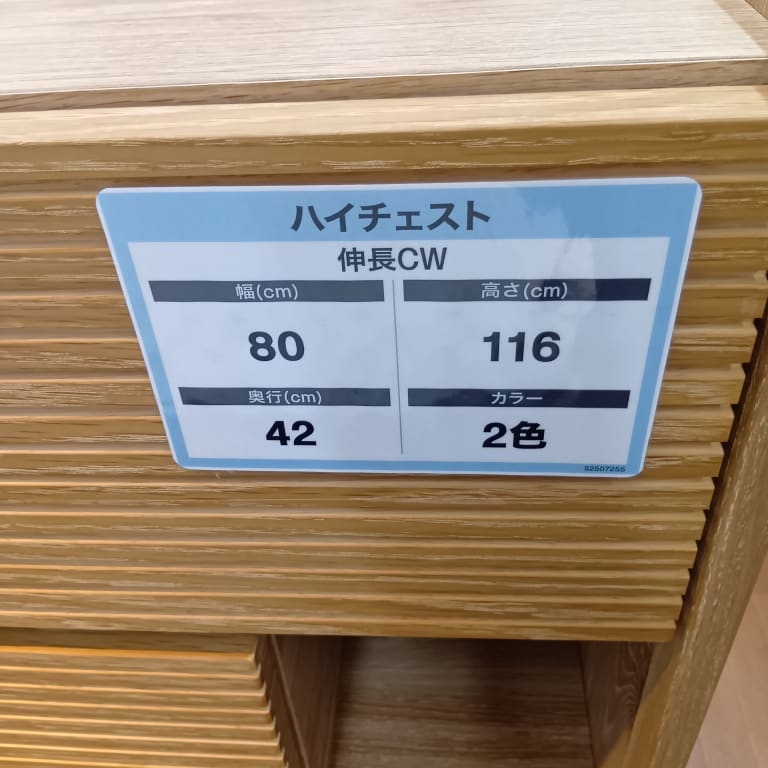 ハイチェスト
伸長CW
幅(cm)
高さ(cm)
80
116
奥行(cm)
カラー
42
2色
S2507255